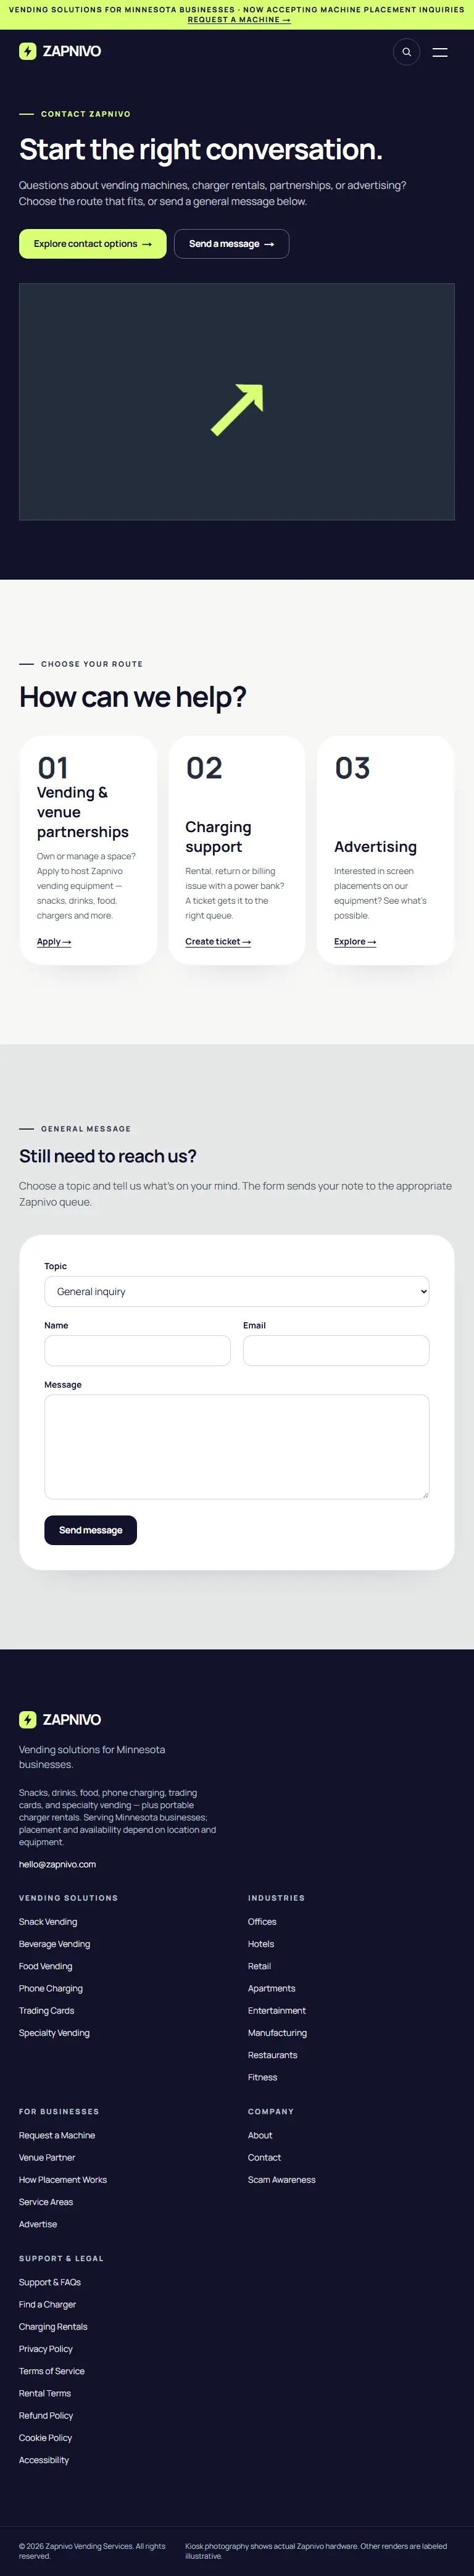 VENDING SOLUTIONS FOR MINNESOTA BUSINESSES · NOW ACCEPTING MACHINE PLACEMENT INQUIRIES
REQUEST A MACHINE →
ZAPNIVO
CONTACT ZAPNIVO
Start the right conversation.
Questions about vending machines, charger rentals, partnerships, or advertising?
Choose the route that fits, or send a general message below.
Explore contact options →
Send a message →
CHOOSE YOUR ROUTE
How can we help?
01
Vending &
venue
partnerships
Own or manage a space?
Apply to host Zapnivo
vending equipment —
snacks, drinks, food,
chargers and more.
Apply →
02
Charging
support
Rental, return or billing
issue with a power bank?
A ticket gets it to the
right queue.
Create ticket →
03
Advertising
Interested in screen
placements on our
equipment? See what's
possible.
Explore →
GENERAL MESSAGE
Still need to reach us?
Choose a topic and tell us what's on your mind. The form sends your note to the appropriate
Zapnivo queue.
Topic
General inquiry
Name
Email
Message
Send message
ZAPNIVO
Vending solutions for Minnesota
businesses.
Snacks, drinks, food, phone charging, trading
cards, and specialty vending — plus portable
charger rentals. Serving Minnesota businesses;
placement and availability depend on location and
equipment.
hello@zapnivo.com
VENDING SOLUTIONS
Snack Vending
Beverage Vending
Food Vending
Phone Charging
Trading Cards
Specialty Vending
INDUSTRIES
Offices
Hotels
Retail
Apartments
Entertainment
Manufacturing
Restaurants
Fitness
FOR BUSINESSES
Request a Machine
Venue Partner
How Placement Works
Service Areas
Advertise
COMPANY
About
Contact
Scam Awareness
SUPPORT & LEGAL
Support & FAQs
Find a Charger
Charging Rentals
Privacy Policy
Terms of Service
Rental Terms
Refund Policy
Cookie Policy
Accessibility
© 2026 Zapnivo Vending Services. All rights
reserved.
Kiosk photography shows actual Zapnivo hardware. Other renders are labeled
illustrative.